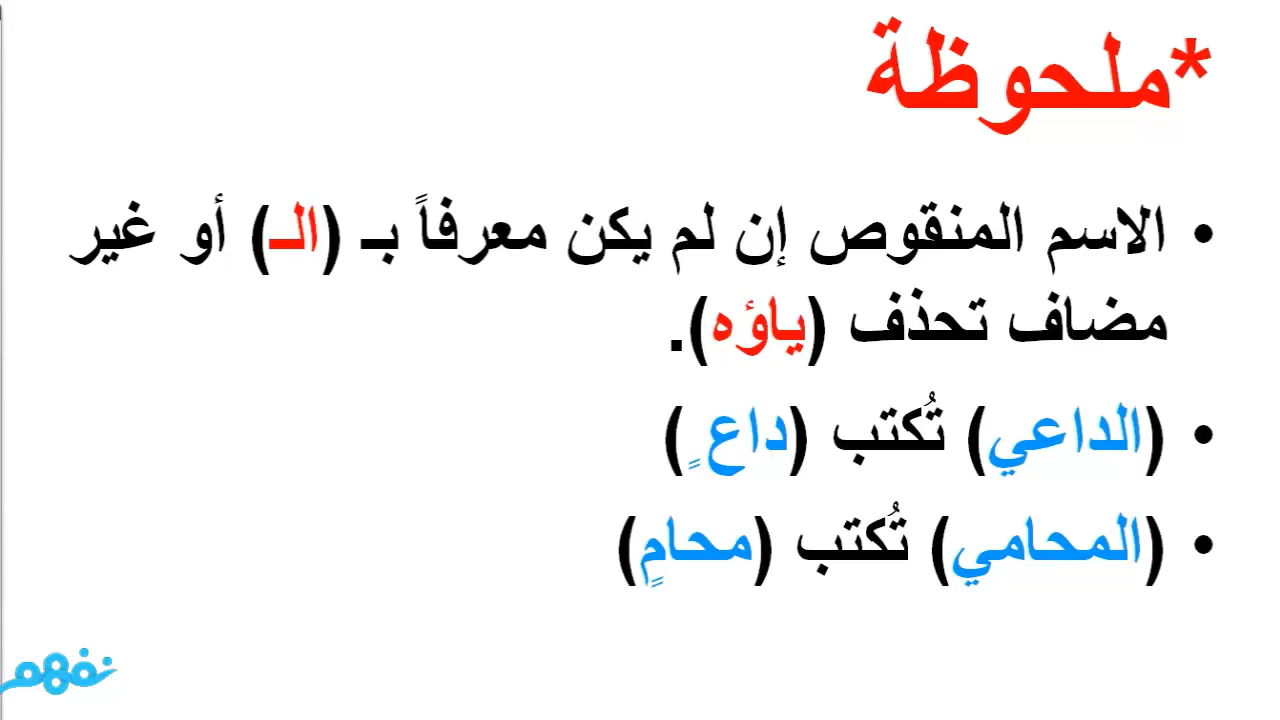 *ملحوظة
• الاسم المنقوص إن لم يكن معرفاً بـ (الـ) أو غير
مضاف تحذف (ياؤه).
• (الداعي) تُكتب (داع ٍ)
• (المحامي) تُكتب (محامٍ)
نفهم